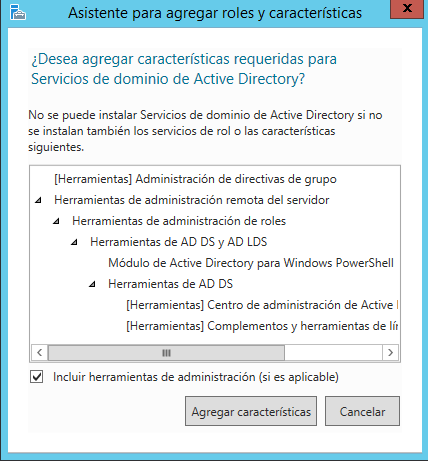 Asistente para agregar roles y características
x
¿Desea agregar características requeridas para
Servicios de dominio de Active Directory?
No se puede instalar Servicios de dominio de Active Directory si no
se instalan también los servicios de rol o las características
siguientes.
[Herramientas] Administración de directivas de grupo
Herramientas de administración remota del servidor
Herramientas de administración de roles
Herramientas de AD DS y AD LDS
Módulo de Active Directory para Windows PowerShell
Herramientas de AD DS
[Herramientas] Centro de administración de Active
[Herramientas] Complementos y herramientas de lí
Incluir herramientas de administración (si es aplicable)
Agregar características
Cancelar